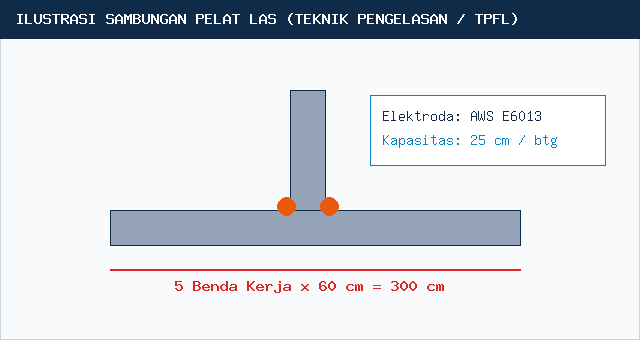 ILUSTRASI SAMBUNGAN PELAT LAS (TEKNIK PENGELASAN / TPFL)
Elektroda: AWS E6013
Kapasitas: 25 cm / btg
5 Benda Kerja x 60 cm = 300 cm